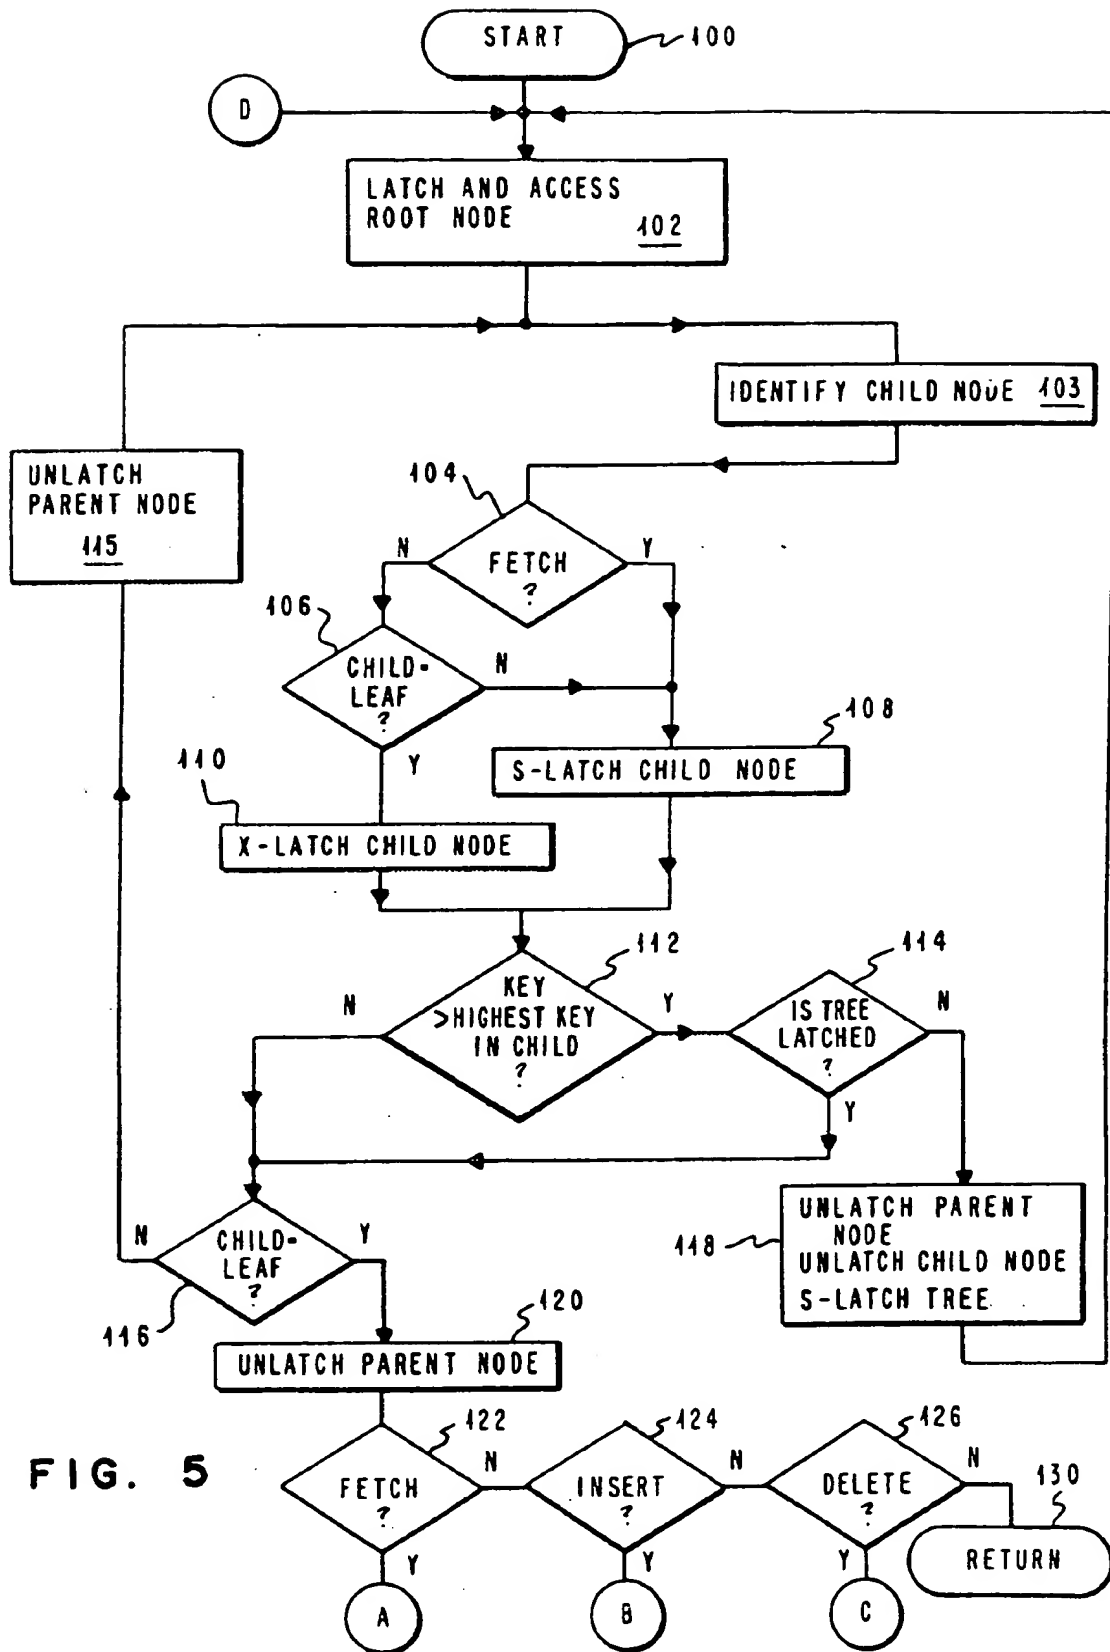 START
100
D
LATCH AND ACCESS
ROOT NODE
102
IDENTIFY CHILD NODE 103
UNLATCH
PARENT NODE
115
104
N
FETCH
?
Y
106
CHILD-
LEAF
?
N
Y
108
S-LATCH CHILD NODE
110
X-LATCH CHILD NODE
112
N
KEY
>HIGHEST KEY
IN CHILD
?
Y
114
IS TREE
LATCHED
?
N
Y
N
CHILD-
LEAF
?
Y
116
118
UNLATCH PARENT
NODE
UNLATCH CHILD NODE
S-LATCH TREE
120
UNLATCH PARENT NODE
122
FETCH
?
N
Y
124
INSERT
?
N
Y
126
DELETE
?
N
Y
130
RETURN
FIG. 5
A
B
C